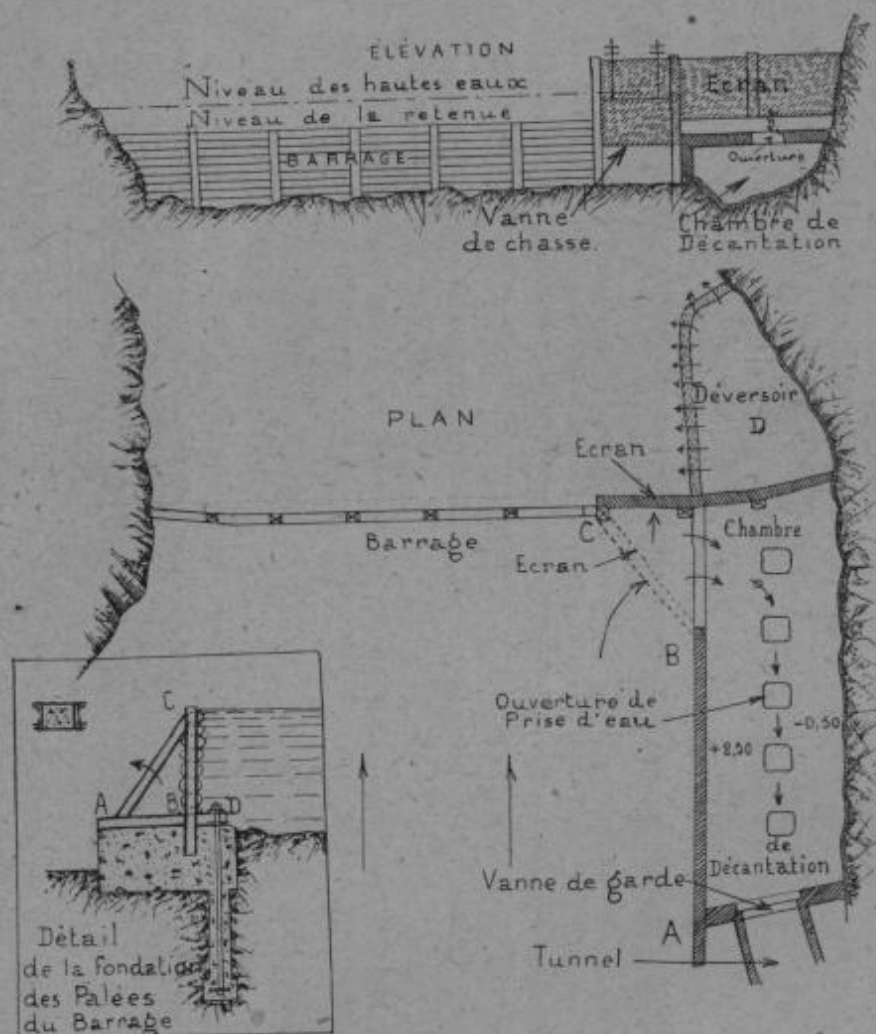 ÉLÉVATION
Niveau des hautes eaux
Niveau de la retenue
BARRAGE
Ecran
Ouverture
Vanne
de chasse.
Chambre de
Décantation
PLAN
Déversoir
D
Ecran
Barrage
C
Chambre
Ecran
B
Ouverture de
Prise d'eau
-0,50
+2,50
de
Décantation
Vanne de garde
A
Tunnel
C
A
B
D
Détail
de la fondation
des Palées
du Barrage